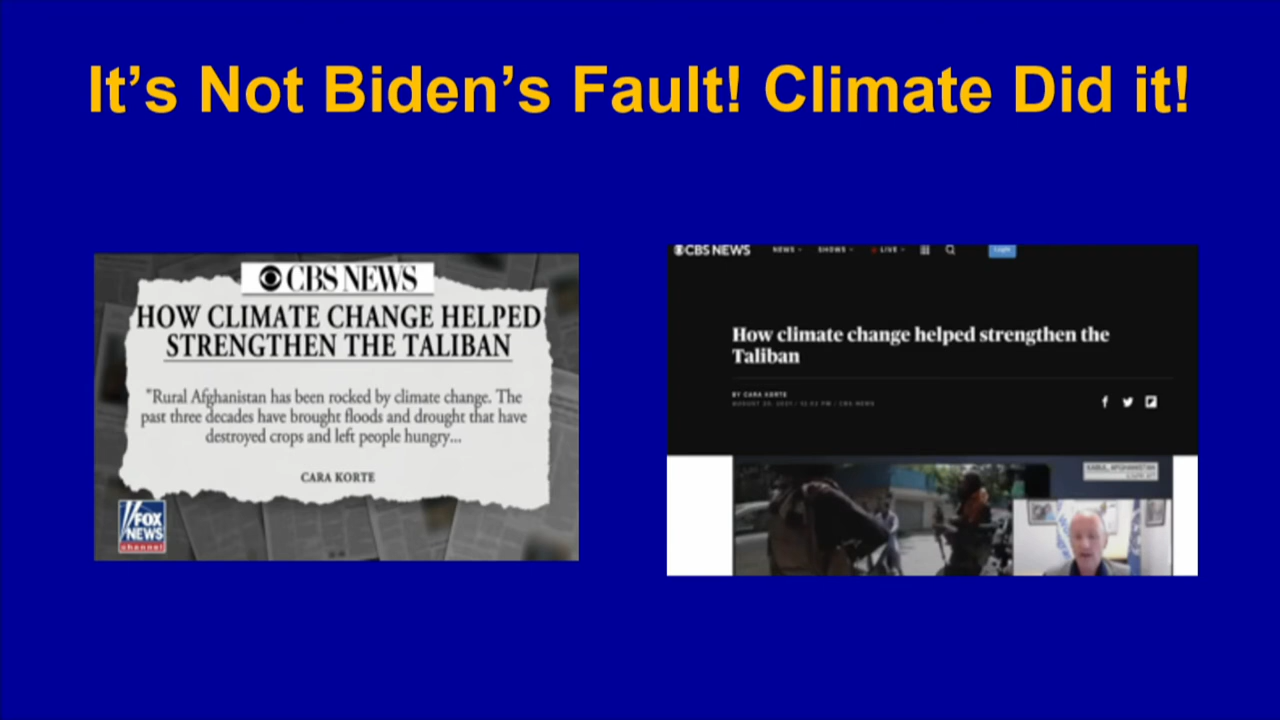 It’s Not Biden’s Fault! Climate Did it!
CBS NEWS
HOW CLIMATE CHANGE HELPED
STRENGTHEN THE TALIBAN
"Rural Afghanistan has been rocked by climate change. The
past three decades have brought floods and drought that have
destroyed crops and left people hungry...
CARA KORTE
FOX
NEWS
channel
CBS NEWS
NEWS
SHOWS
LIVE
Login
How climate change helped strengthen the
Taliban
BY CARA KORTE
KABUL, AFGHANISTAN